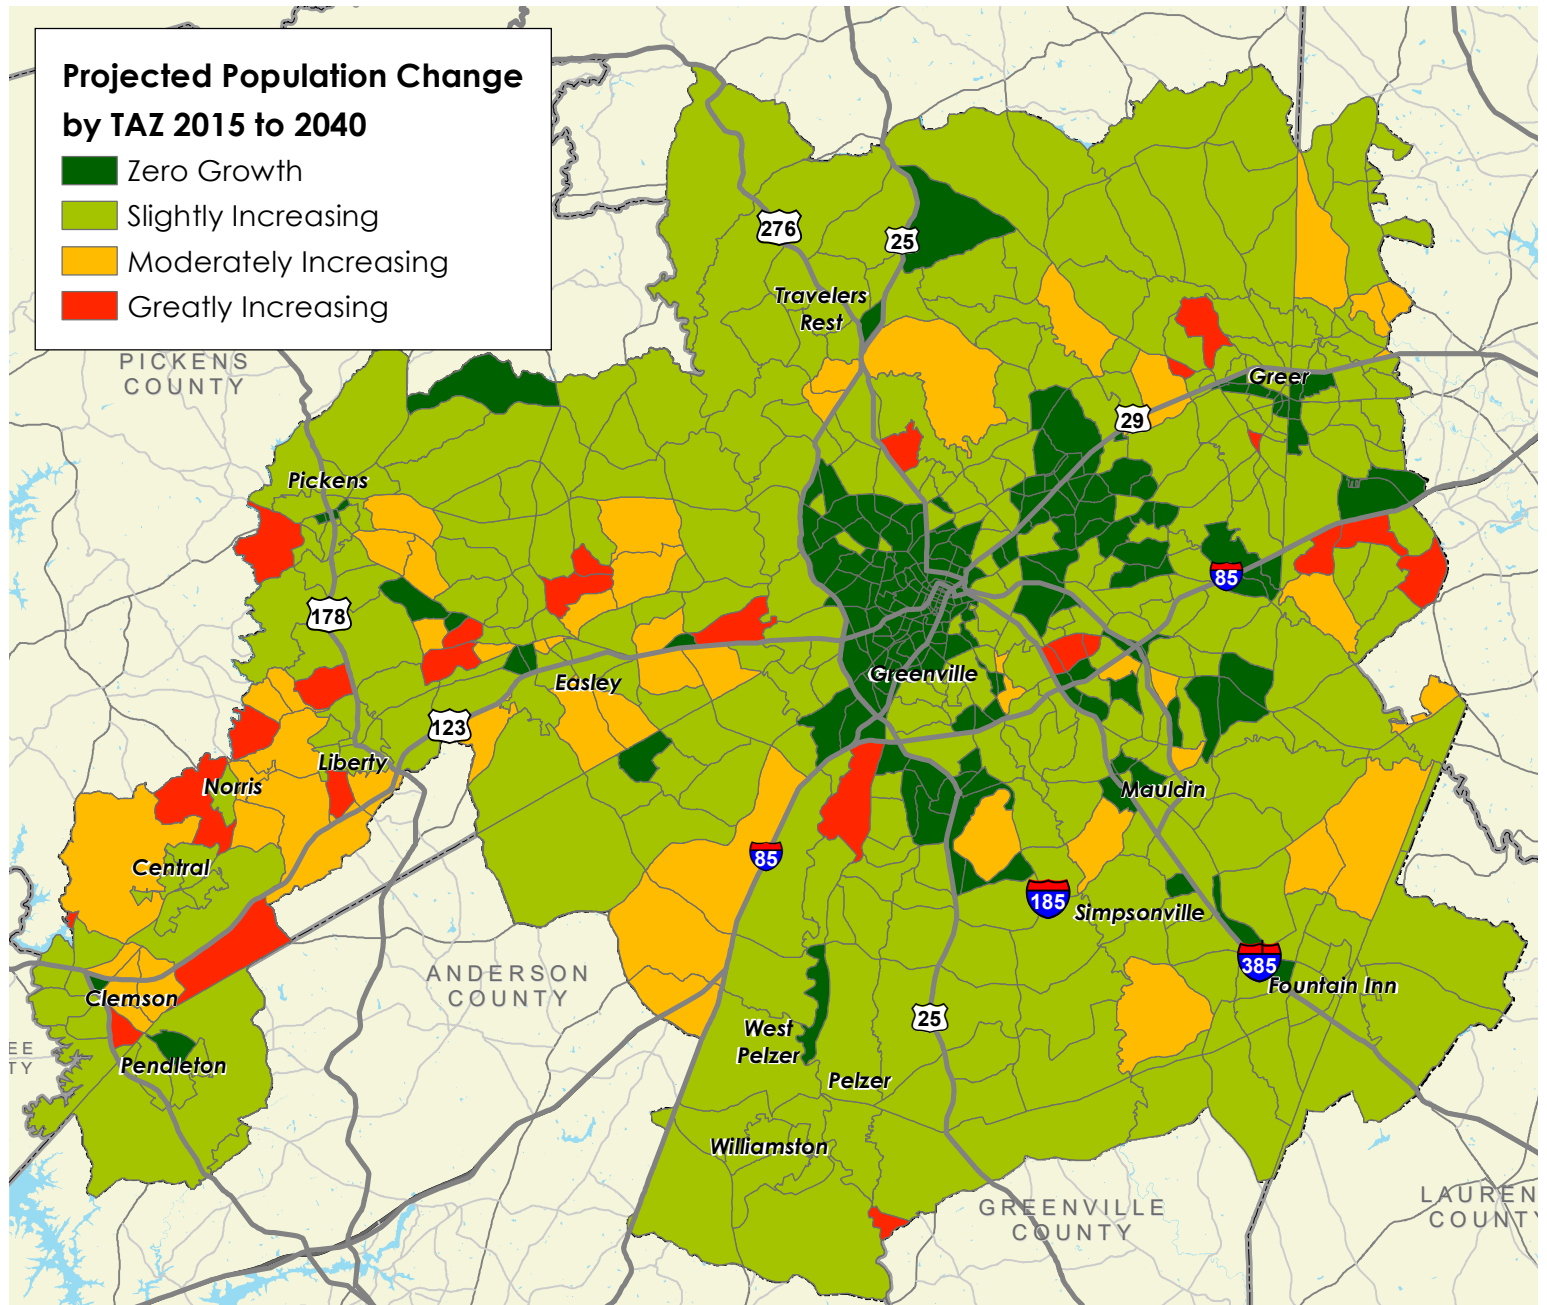 Projected Population Change
by TAZ 2015 to 2040
Zero Growth
Slightly Increasing
Moderately Increasing
Greatly Increasing
PICKENS
COUNTY
276
25
Travelers
Rest
Greer
29
Pickens
85
178
Greenville
Easley
123
Liberty
Norris
Mauldin
Central
85
185
Simpsonville
385
Fountain Inn
ANDERSON
COUNTY
Clemson
25
West
Pelzer
EE
TY
Pendleton
Pelzer
Williamston
GREENVILLE
COUNTY
LAUREN
COUNTY